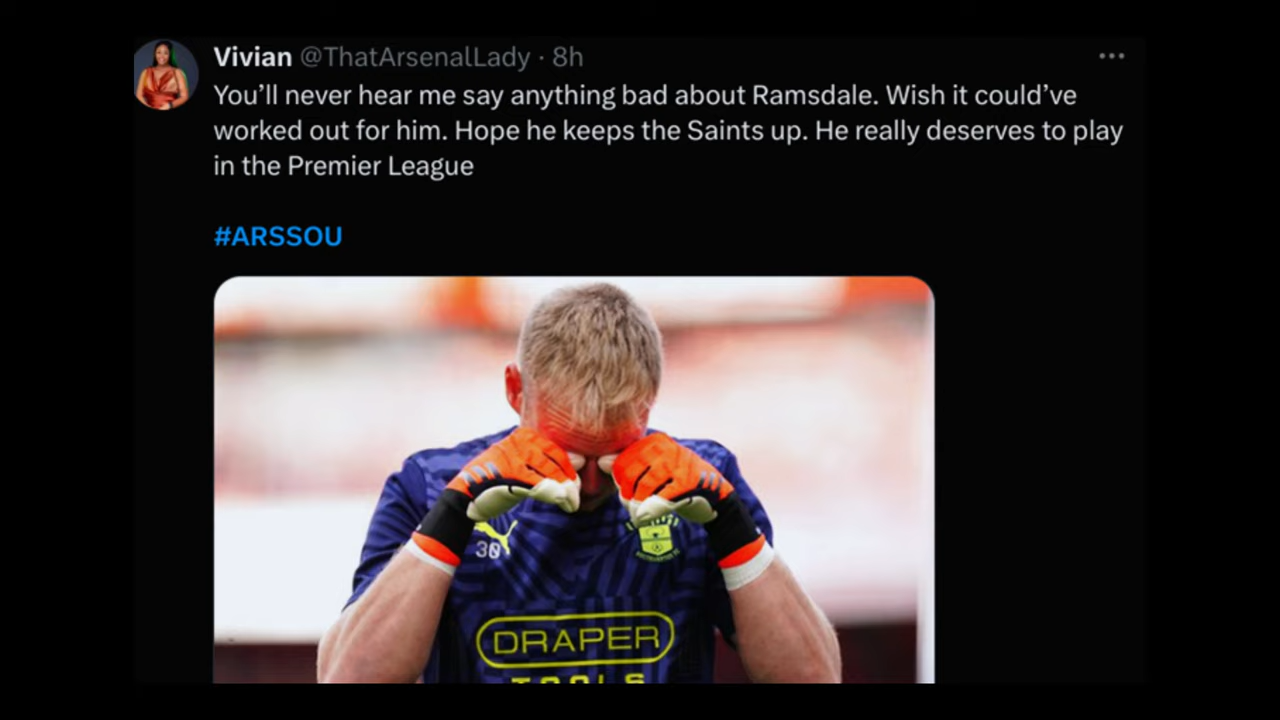 Vivian @ThatArsenalLady · 8h
You’ll never hear me say anything bad about Ramsdale. Wish it could’ve
worked out for him. Hope he keeps the Saints up. He really deserves to play
in the Premier League
#ARSSOU
30
DRAPER
TOOLS